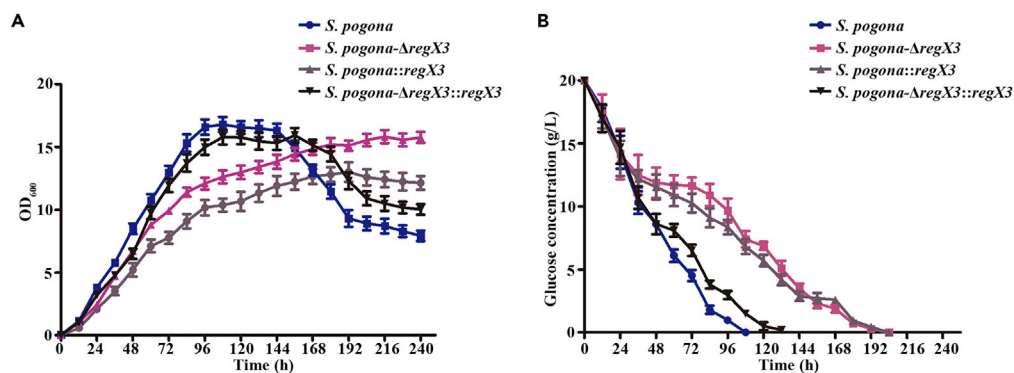 A
S. pogona
S. pogona-ΔregX3
S. pogona::regX3
S. pogona-ΔregX3::regX3
20
15
10
5
0
OD600
0 24 48 72 96 120 144 168 192 216 240
Time (h)
B
S. pogona
S. pogona-ΔregX3
S. pogona::regX3
S. pogona-ΔregX3::regX3
20
15
10
5
0
Glucose concentration (g/L)
0 24 48 72 96 120 144 168 192 216 240
Time (h)